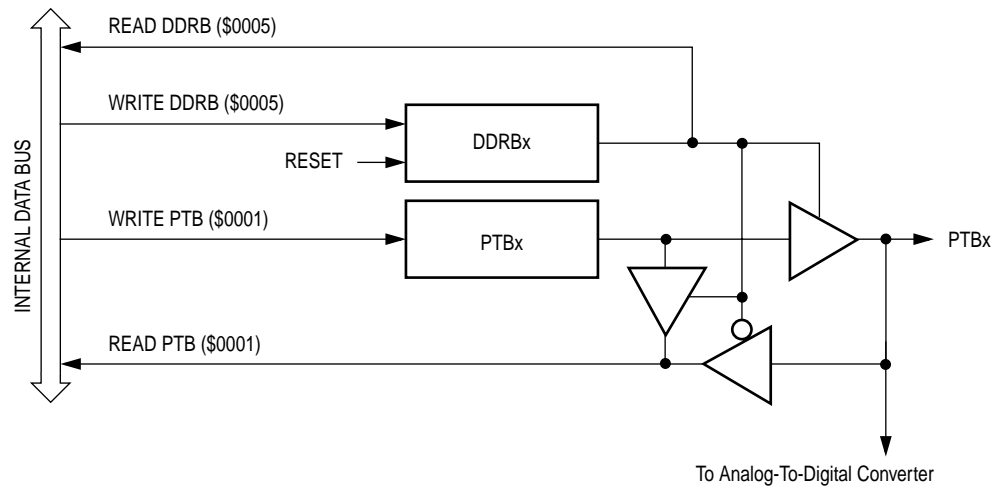 READ DDRB ($0005)
WRITE DDRB ($0005)
DDRBx
RESET
INTERNAL DATA BUS
WRITE PTB ($0001)
PTBx
PTBx
READ PTB ($0001)
To Analog-To-Digital Converter